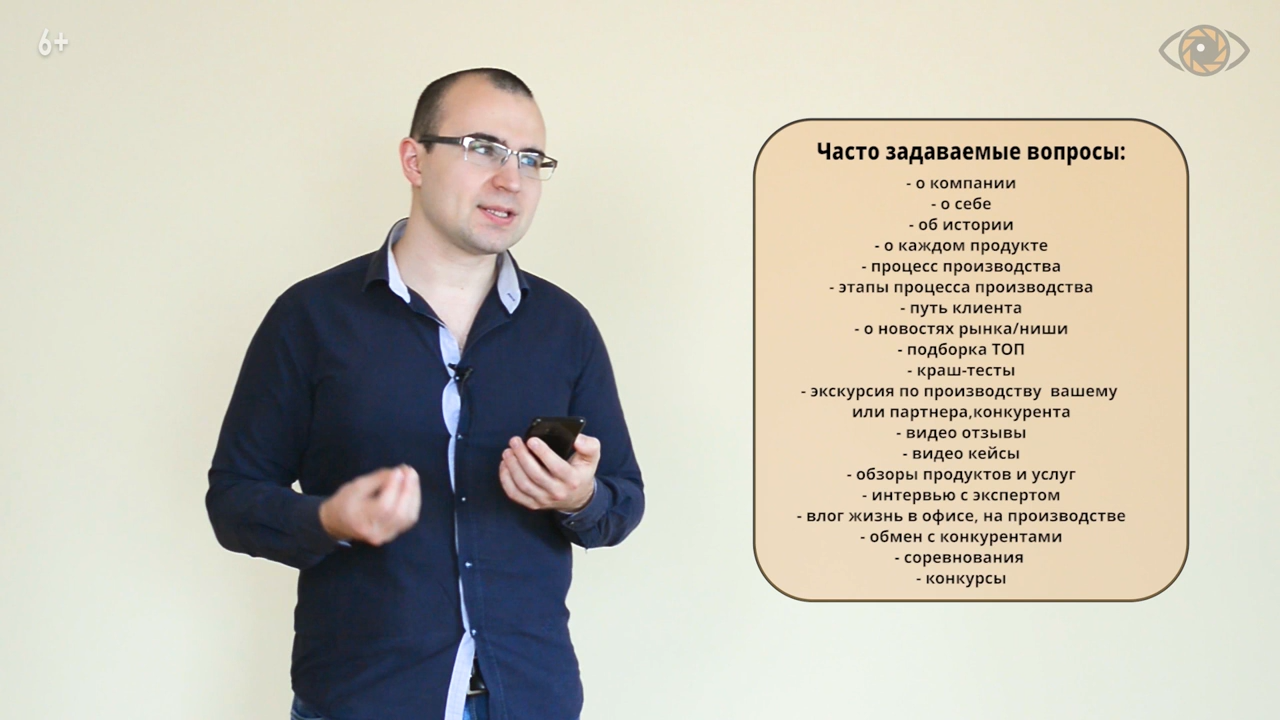 6+
Часто задаваемые вопросы:
- о компании
- о себе
- об истории
- о каждом продукте
- процесс производства
- этапы процесса производства
- путь клиента
- о новостях рынка/ниши
- подборка ТОП
- краш-тесты
- экскурсия по производству вашему
или партнера,конкурента
- видео отзывы
- видео кейсы
- обзоры продуктов и услуг
- интервью с экспертом
- влог жизнь в офисе, на производстве
- обмен с конкурентами
- соревнования
- конкурсы